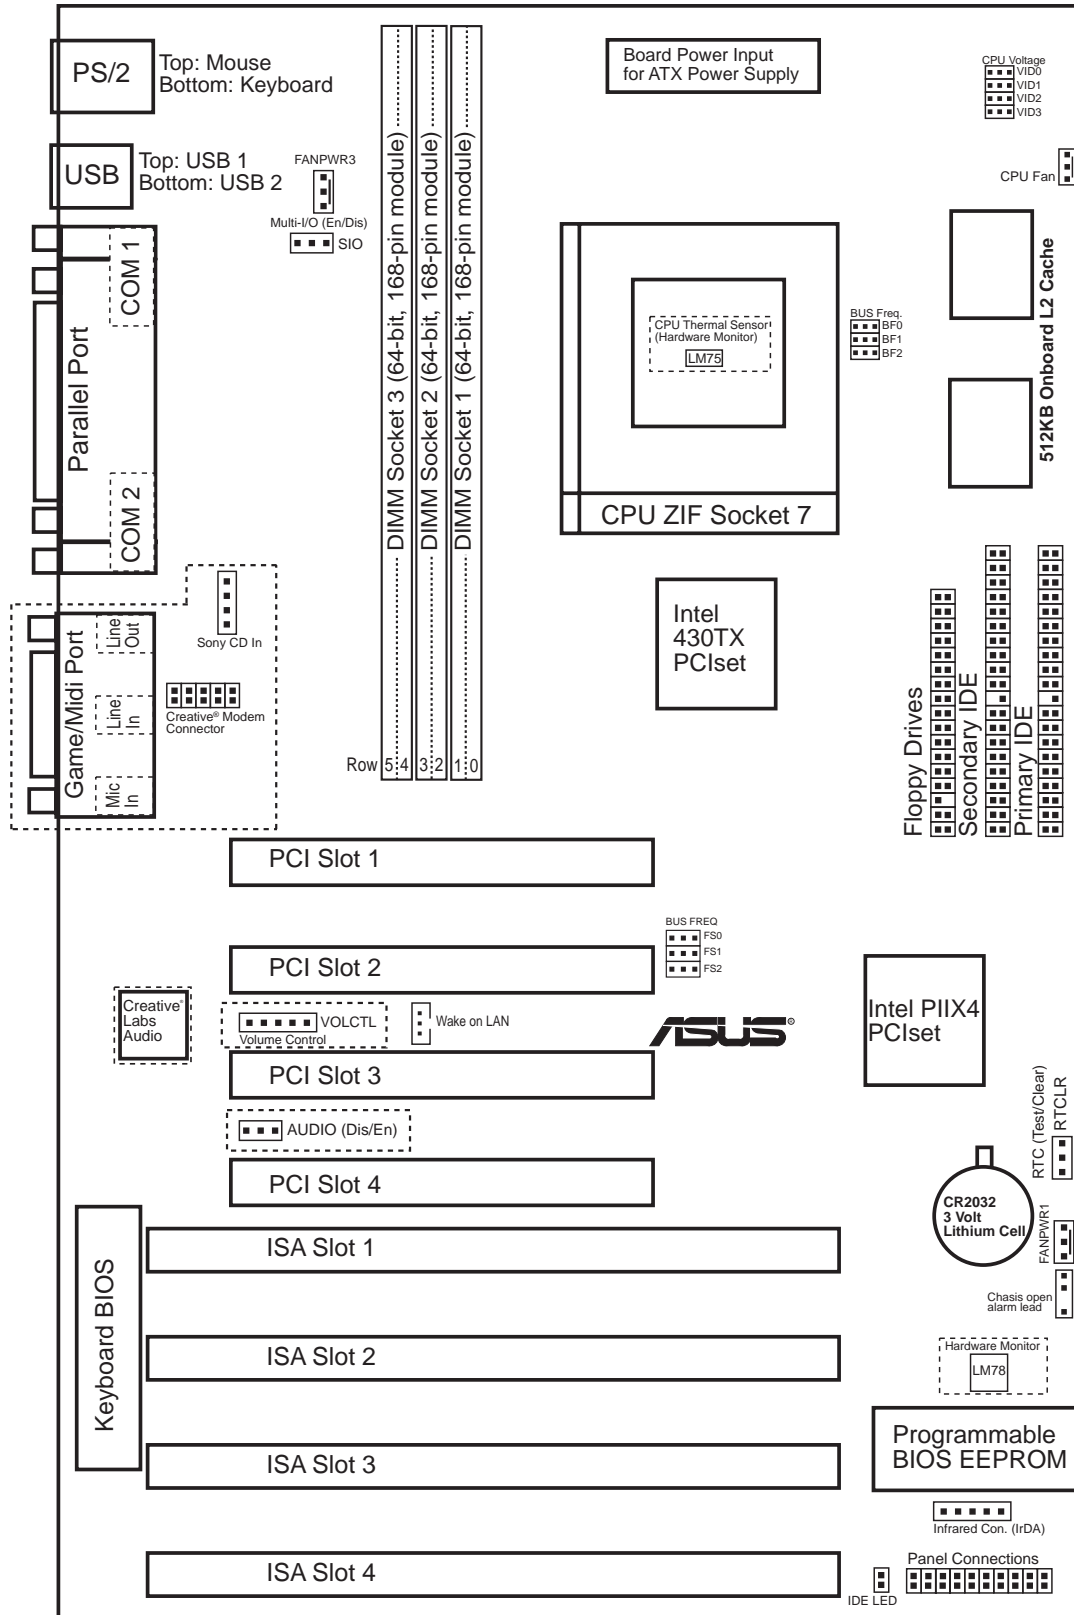 PS/2
Top: Mouse
Bottom: Keyboard
USB
Top: USB 1
Bottom: USB 2
FANPWR3
Multi-I/O (En/Dis)
SIO
Board Power Input
for ATX Power Supply
CPU Voltage
VID0
VID1
VID2
VID3
CPU Fan
COM 1
Parallel Port
COM 2
DIMM Socket 3 (64-bit, 168-pin module)
DIMM Socket 2 (64-bit, 168-pin module)
DIMM Socket 1 (64-bit, 168-pin module)
CPU Thermal Sensor
(Hardware Monitor)
LM75
CPU ZIF Socket 7
BUS Freq.
BF0
BF1
BF2
512KB Onboard L2 Cache
Sony CD In
Game/Midi Port
Line
Out
Line
In
Mic
In
Creative® Modem
Connector
Row 5 4 3 2 1 0
Intel
430TX
PCIset
Floppy Drives
Secondary IDE
Primary IDE
PCI Slot 1
BUS FREQ
FS0
FS1
FS2
PCI Slot 2
Creative®
Labs
Audio
VOLCTL
Volume Control
Wake on LAN
ASUS®
Intel PIIX4
PCIset
PCI Slot 3
AUDIO (Dis/En)
RTC (Test/Clear)
RTCLR
PCI Slot 4
CR2032
3 Volt
Lithium Cell
FANPWR1
Keyboard BIOS
ISA Slot 1
Chasis open
alarm lead
ISA Slot 2
Hardware Monitor
LM78
Programmable
BIOS EEPROM
ISA Slot 3
Infrared Con. (IrDA)
ISA Slot 4
IDE LED
Panel Connections